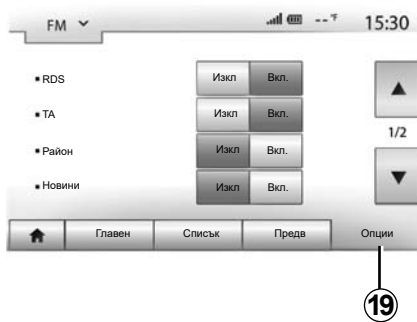 FM -- °F 15:30
RDS Изкл Вкл.
TA Изкл Вкл.
1/2
Район Изкл Вкл.
Новини Изкл Вкл.
Главен Списък Предв Опции
19